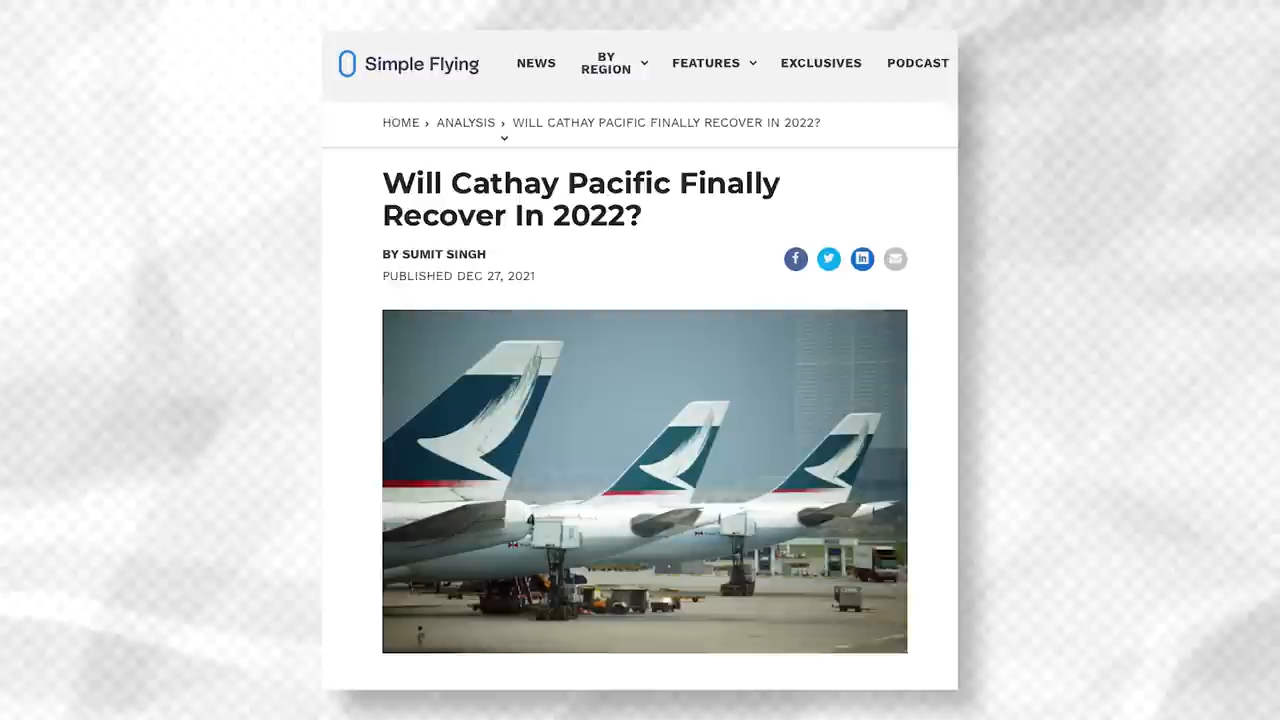 Simple Flying
NEWS
BY
REGION
FEATURES
EXCLUSIVES
PODCAST
HOME › ANALYSIS › WILL CATHAY PACIFIC FINALLY RECOVER IN 2022?
Will Cathay Pacific Finally
Recover In 2022?
BY SUMIT SINGH
PUBLISHED DEC 27, 2021